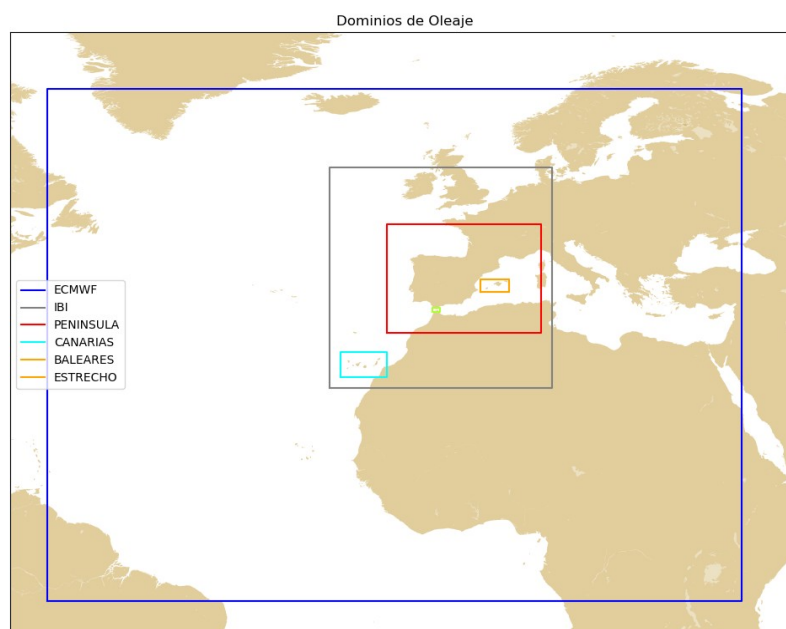 Dominios de Oleaje
ECMWF
IBI
PENINSULA
CANARIAS
BALEARES
ESTRECHO